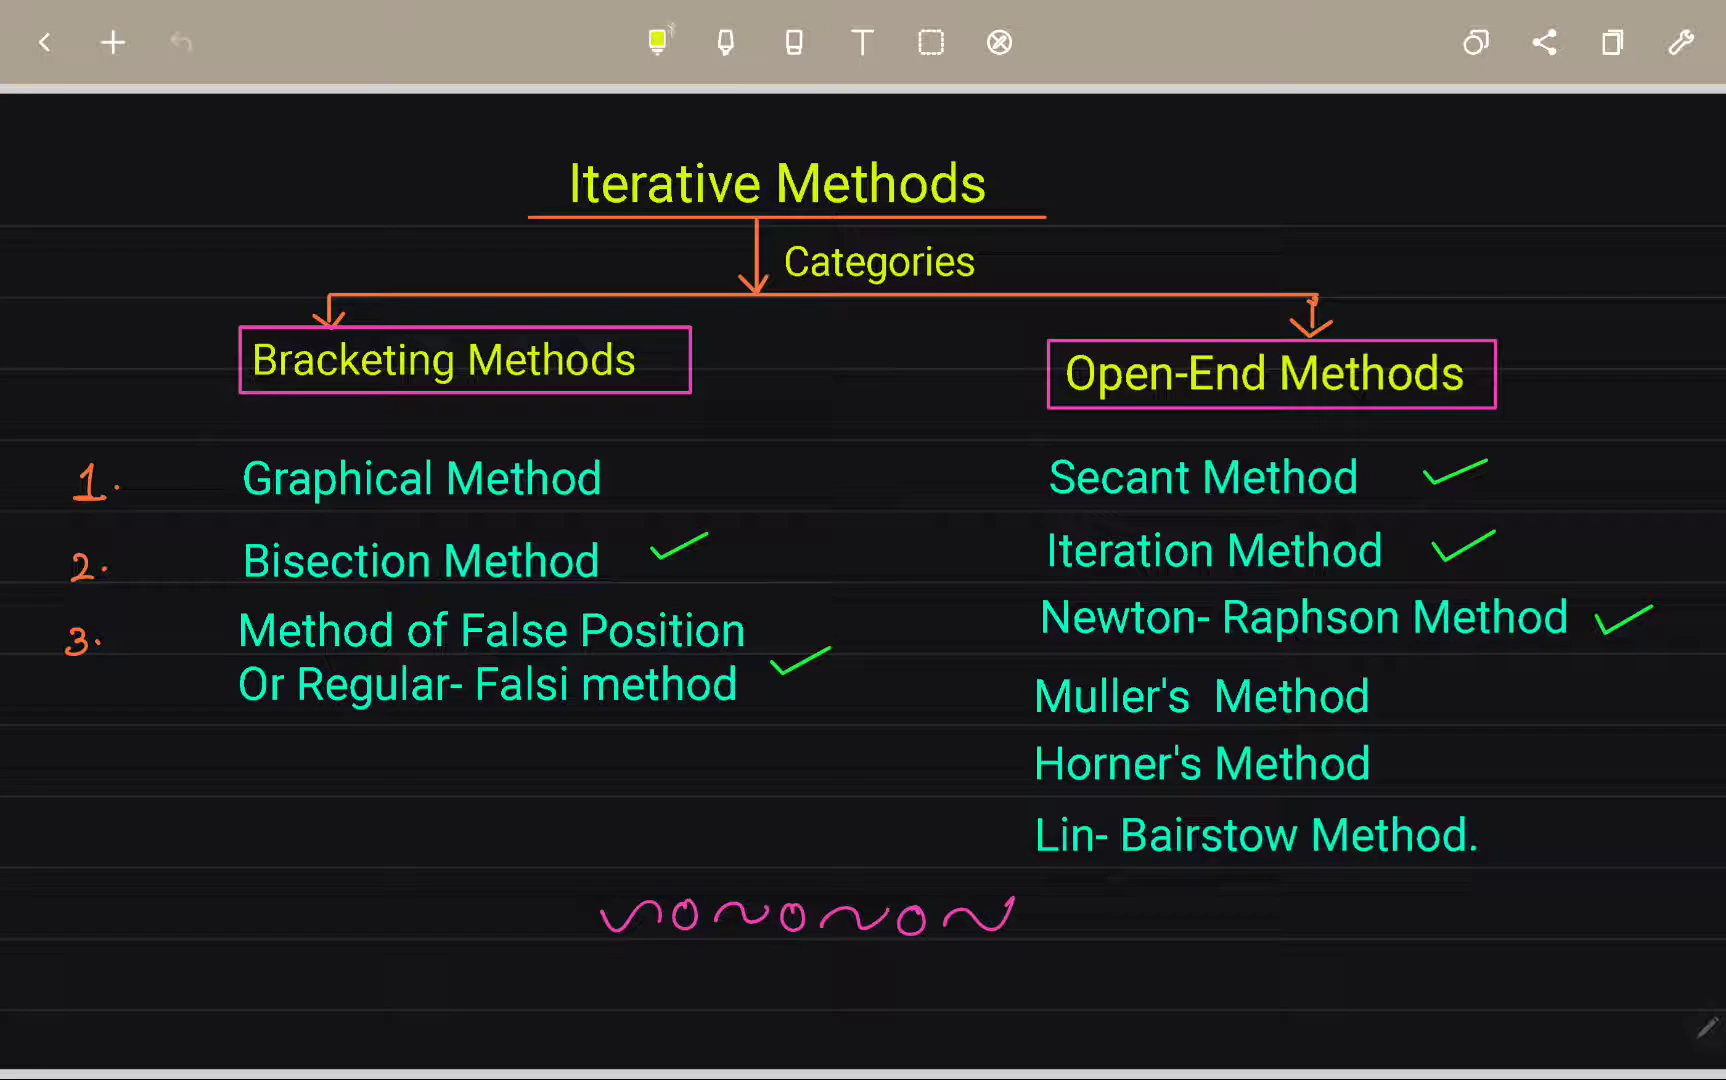 Iterative Methods
Categories
Bracketing Methods
Open-End Methods
1. Graphical Method
2. Bisection Method
3. Method of False Position
Or Regular- Falsi method
Secant Method
Iteration Method
Newton- Raphson Method
Muller's Method
Horner's Method
Lin- Bairstow Method.